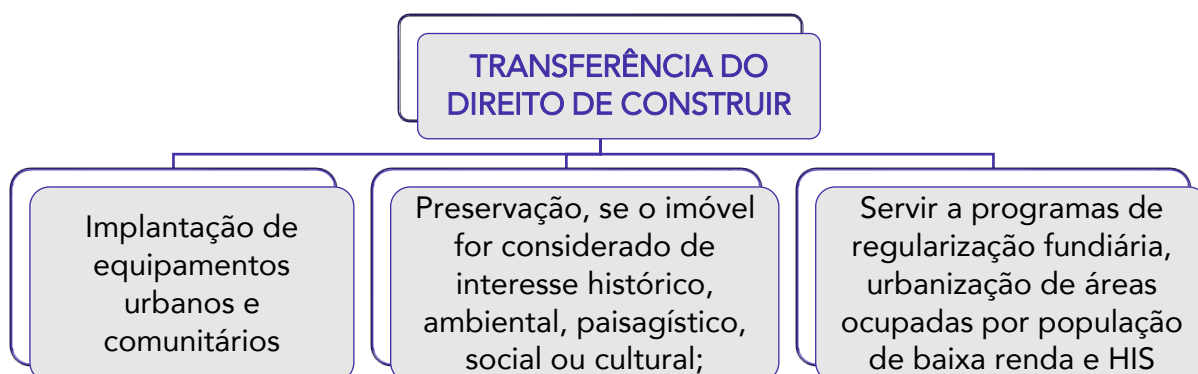 TRANSFERÊNCIA DO
DIREITO DE CONSTRUIR
Implantação de
equipamentos
urbanos e
comunitários
Preservação, se o imóvel
for considerado de
interesse histórico,
ambiental, paisagístico,
social ou cultural;
Servir a programas de
regularização fundiária,
urbanização de áreas
ocupadas por população
de baixa renda e HIS